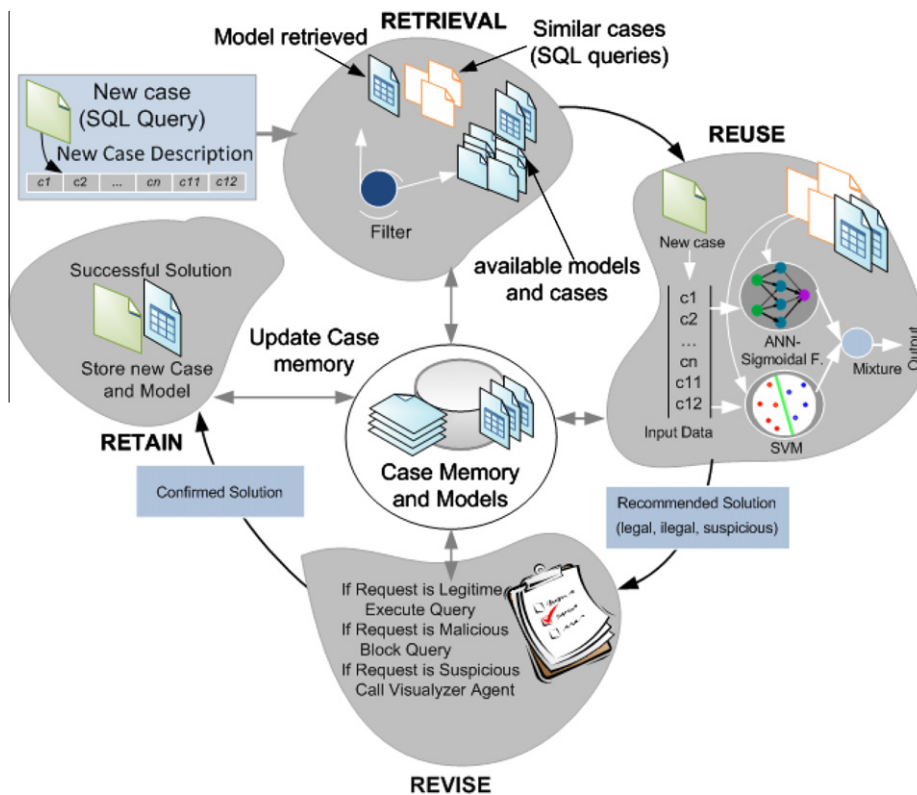 RETRIEVAL
Model retrieved
Similar cases
(SQL queries)
New case
(SQL Query)
New Case Description
c1 c2 ... cn c11 c12
Filter
available models
and cases
REUSE
New case
c1
c2
...
cn
c11
c12
Input Data
ANN-
Sigmoidal F.
SVM
Mixture
Output
Successful Solution
Store new Case
and Model
RETAIN
Update Case
memory
Case Memory
and Models
Confirmed Solution
Recommended Solution
(legal, ilegal, suspicious)
If Request is Legitime
Execute Query
If Request is Malicious
Block Query
If Request is Suspicious
Call Visualyzer Agent
REVISE